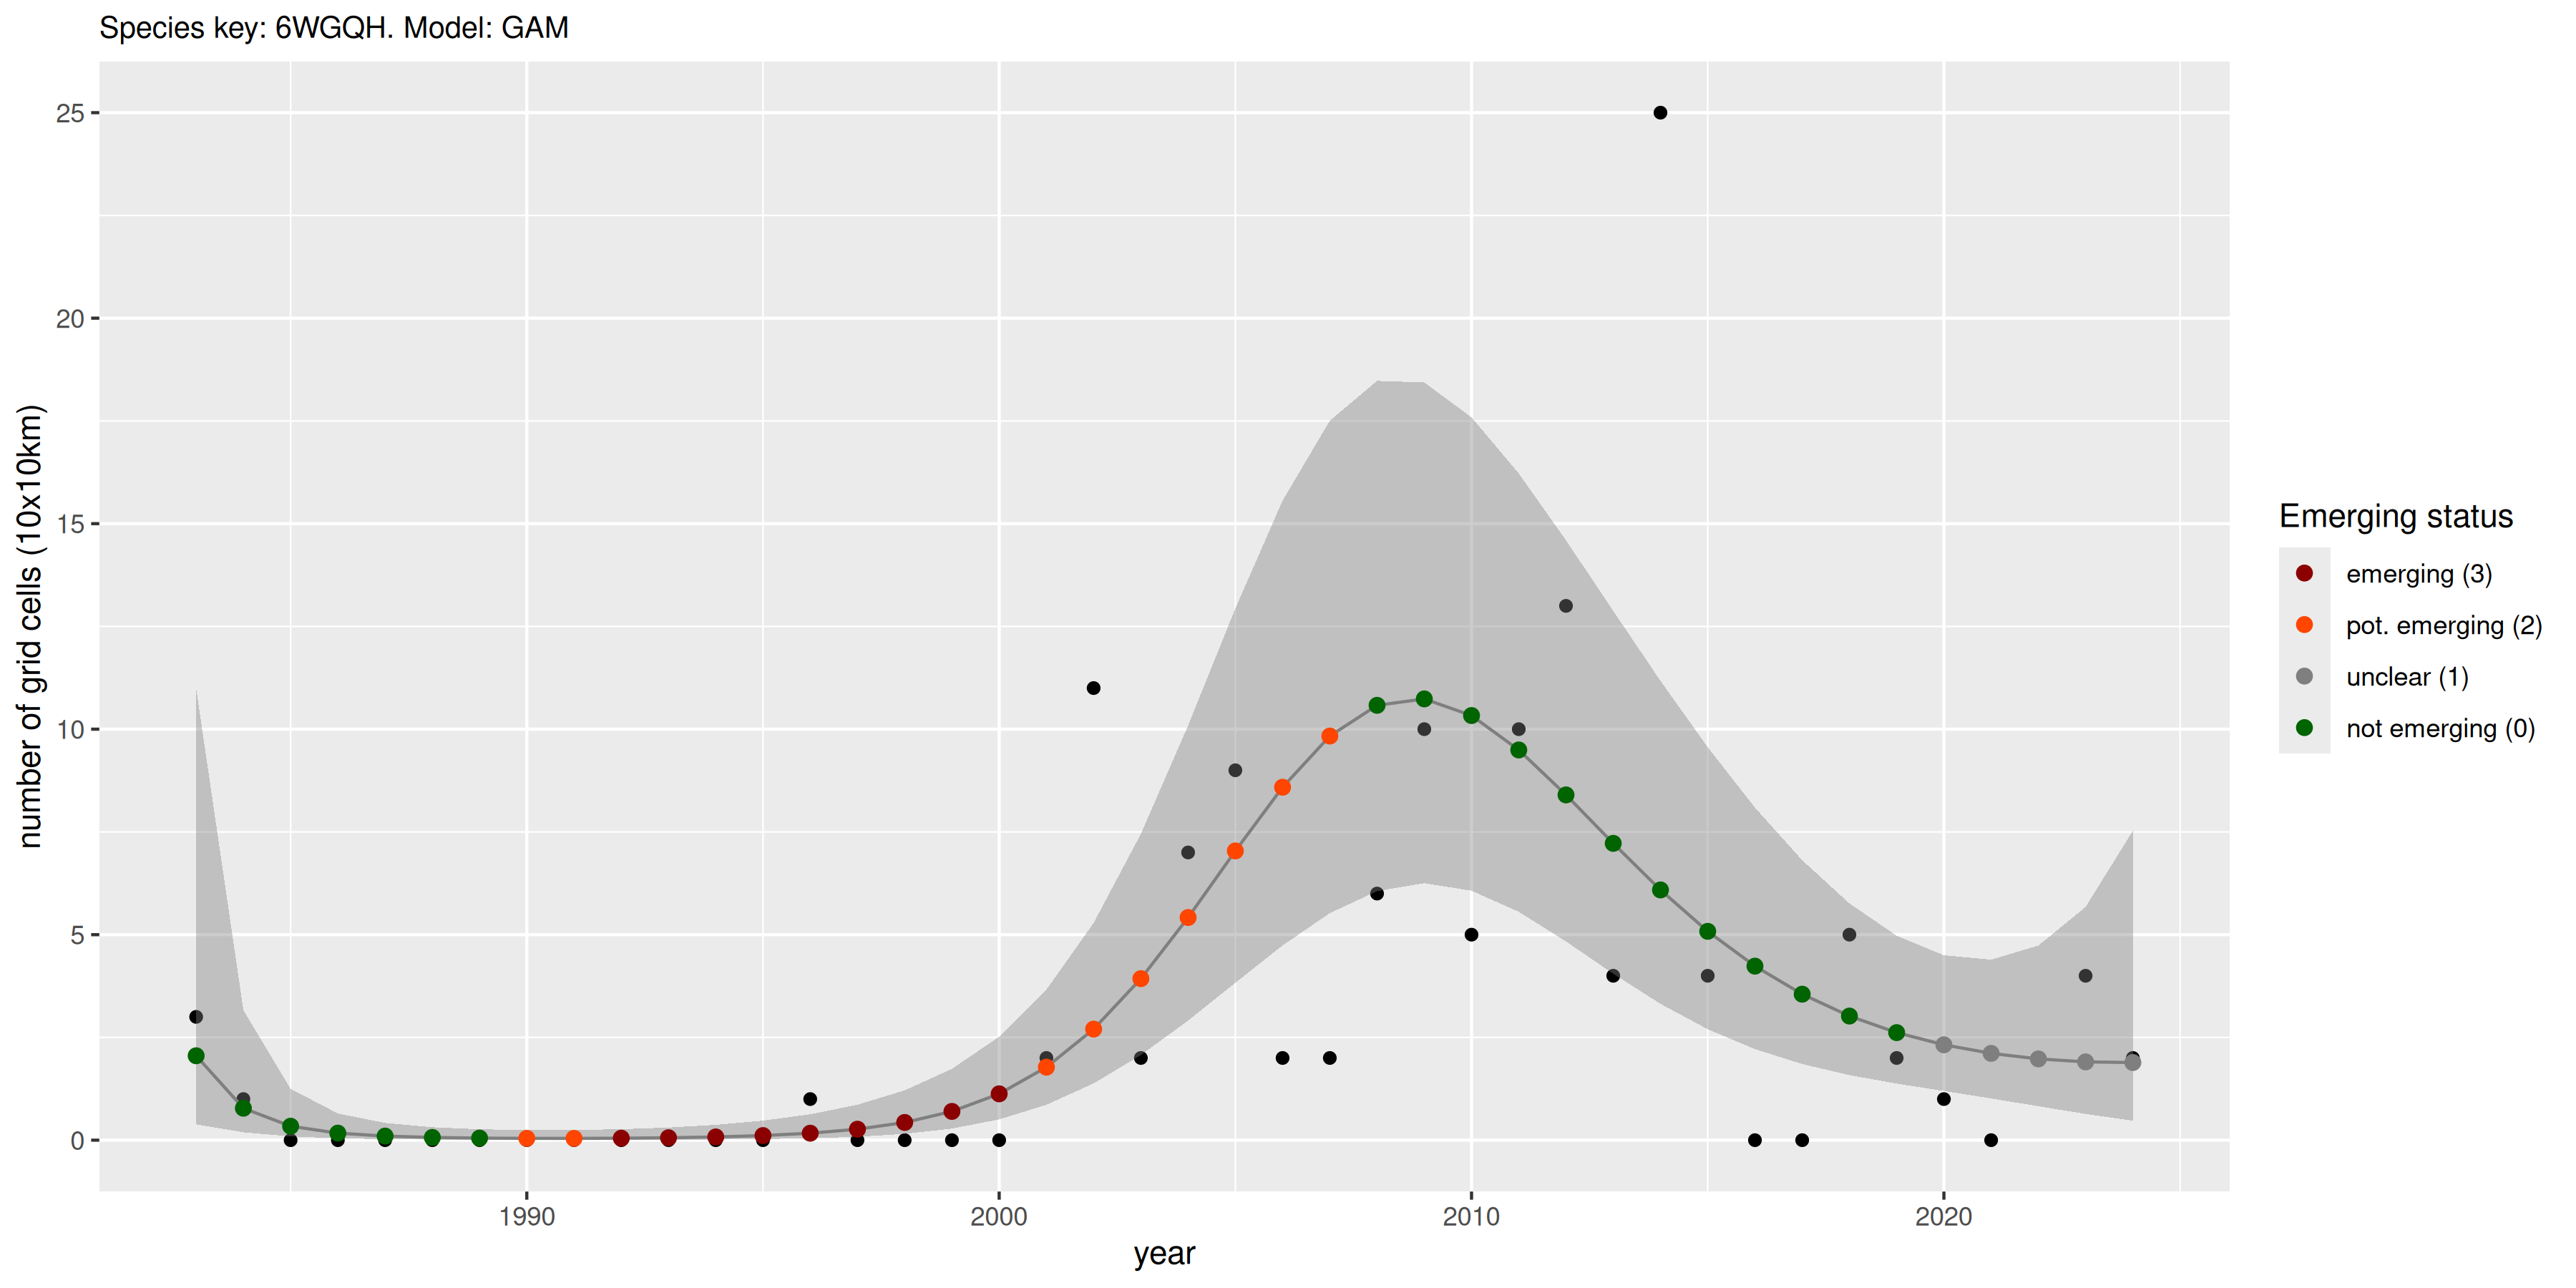 Species key: 6WGQH. Model: GAM
25
20
15
10
5
0
number of grid cells (10x10km)
1990
2000
2010
2020
year
Emerging status
emerging (3)
pot. emerging (2)
unclear (1)
not emerging (0)